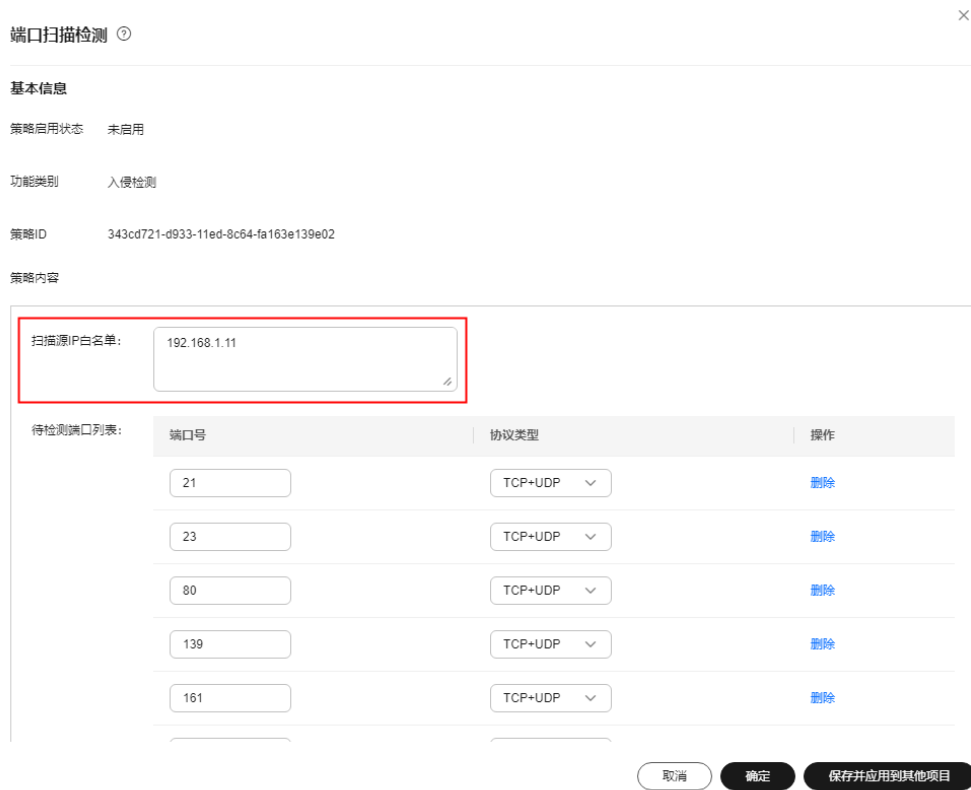 端口扫描检测
基本信息
策略启用状态 未启用
功能类别 入侵检测
策略ID 343cd721-d933-11ed-8c64-fa163e139e02
策略内容
扫描源IP白名单: 192.168.1.11
待检测端口列表: 端口号 协议类型 操作
21 TCP+UDP 删除
23 TCP+UDP 删除
80 TCP+UDP 删除
139 TCP+UDP 删除
161 TCP+UDP 删除
取消 确定 保存并应用到其他项目